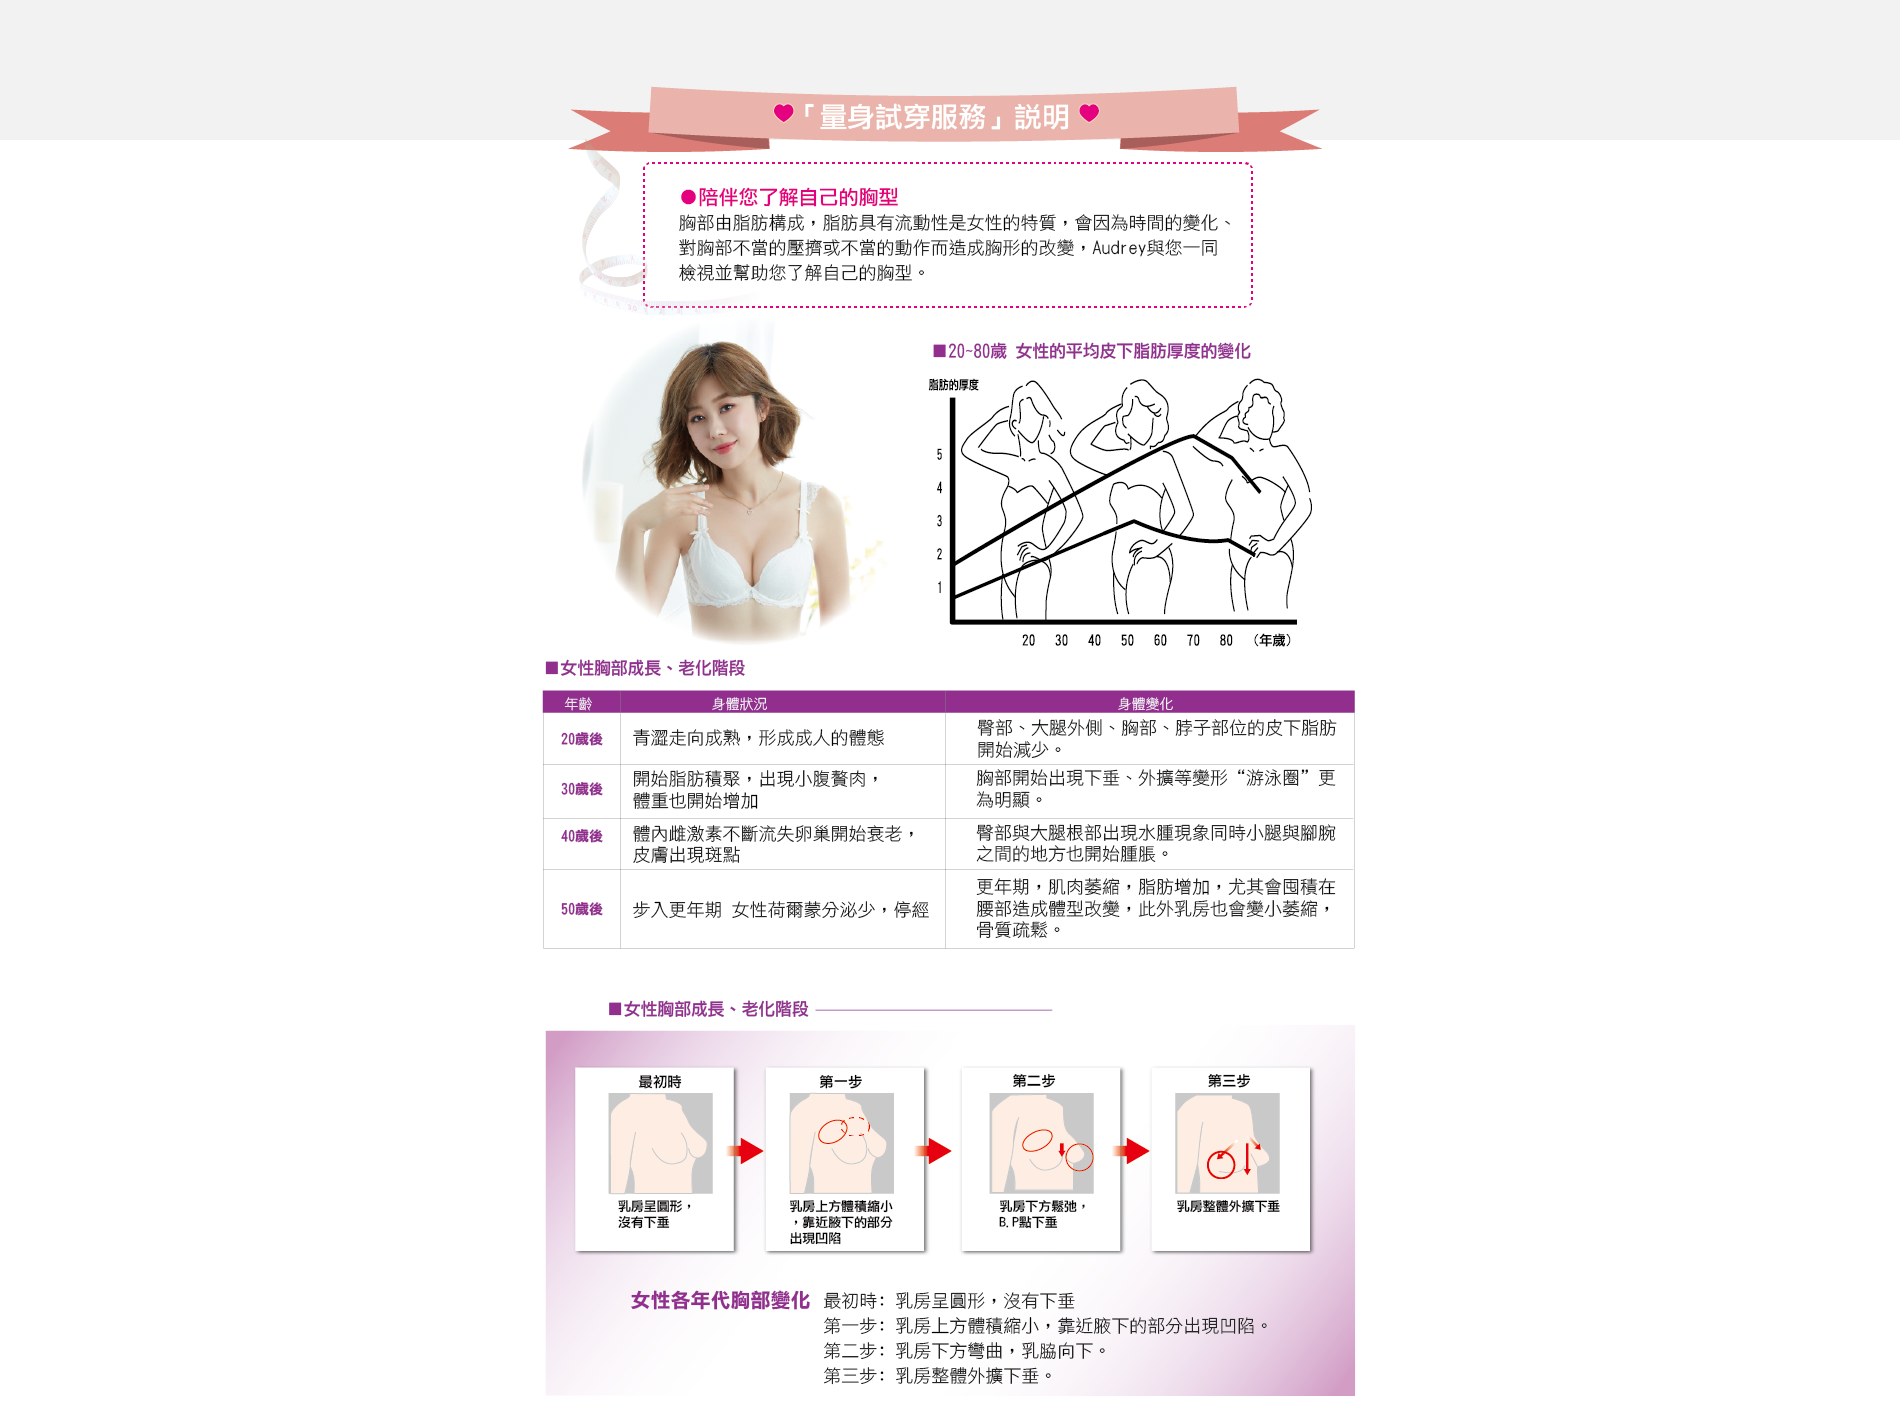 「量身試穿服務」説明
●陪伴您了解自己的胸型
胸部由脂肪構成，脂肪具有流動性是女性的特質，會因為時間的變化、
對胸部不當的壓擠或不當的動作而造成胸形的改變，Audrey與您一同
檢視並幫助您了解自己的胸型。
■20~80歲 女性的平均皮下脂肪厚度的變化
脂肪的厚度
5
4
3
2
1
20 30 40 50 60 70 80 （年歲）
■女性胸部成長、老化階段
年齡 身體狀況 身體變化
20歲後 青澀走向成熟，形成成人的體態
臀部、大腿外側、胸部、脖子部位的皮下脂肪
開始減少。
30歲後
開始脂肪積聚，出現小腹贅肉，
體重也開始增加
胸部開始出現下垂、外擴等變形“游泳圈”更
為明顯。
40歲後
體內雌激素不斷流失卵巢開始衰老，
皮膚出現斑點
臀部與大腿根部出現水腫現象同時小腿與腳腕
之間的地方也開始腫脹。
50歲後
步入更年期 女性荷爾蒙分泌少，停經
更年期，肌肉萎縮，脂肪增加，尤其會囤積在
腰部造成體型改變，此外乳房也會變小萎縮，
骨質疏鬆。
■女性胸部成長、老化階段
最初時
乳房呈圓形，
沒有下垂
第一步
乳房上方體積縮小
，靠近腋下的部分
出現凹陷
第二步
乳房下方鬆弛，
B.P點下垂
第三步
乳房整體外擴下垂
女性各年代胸部變化
最初時：乳房呈圓形，沒有下垂
第一步：乳房上方體積縮小，靠近腋下的部分出現凹陷。
第二步：乳房下方彎曲，乳脇向下。
第三步：乳房整體外擴下垂。